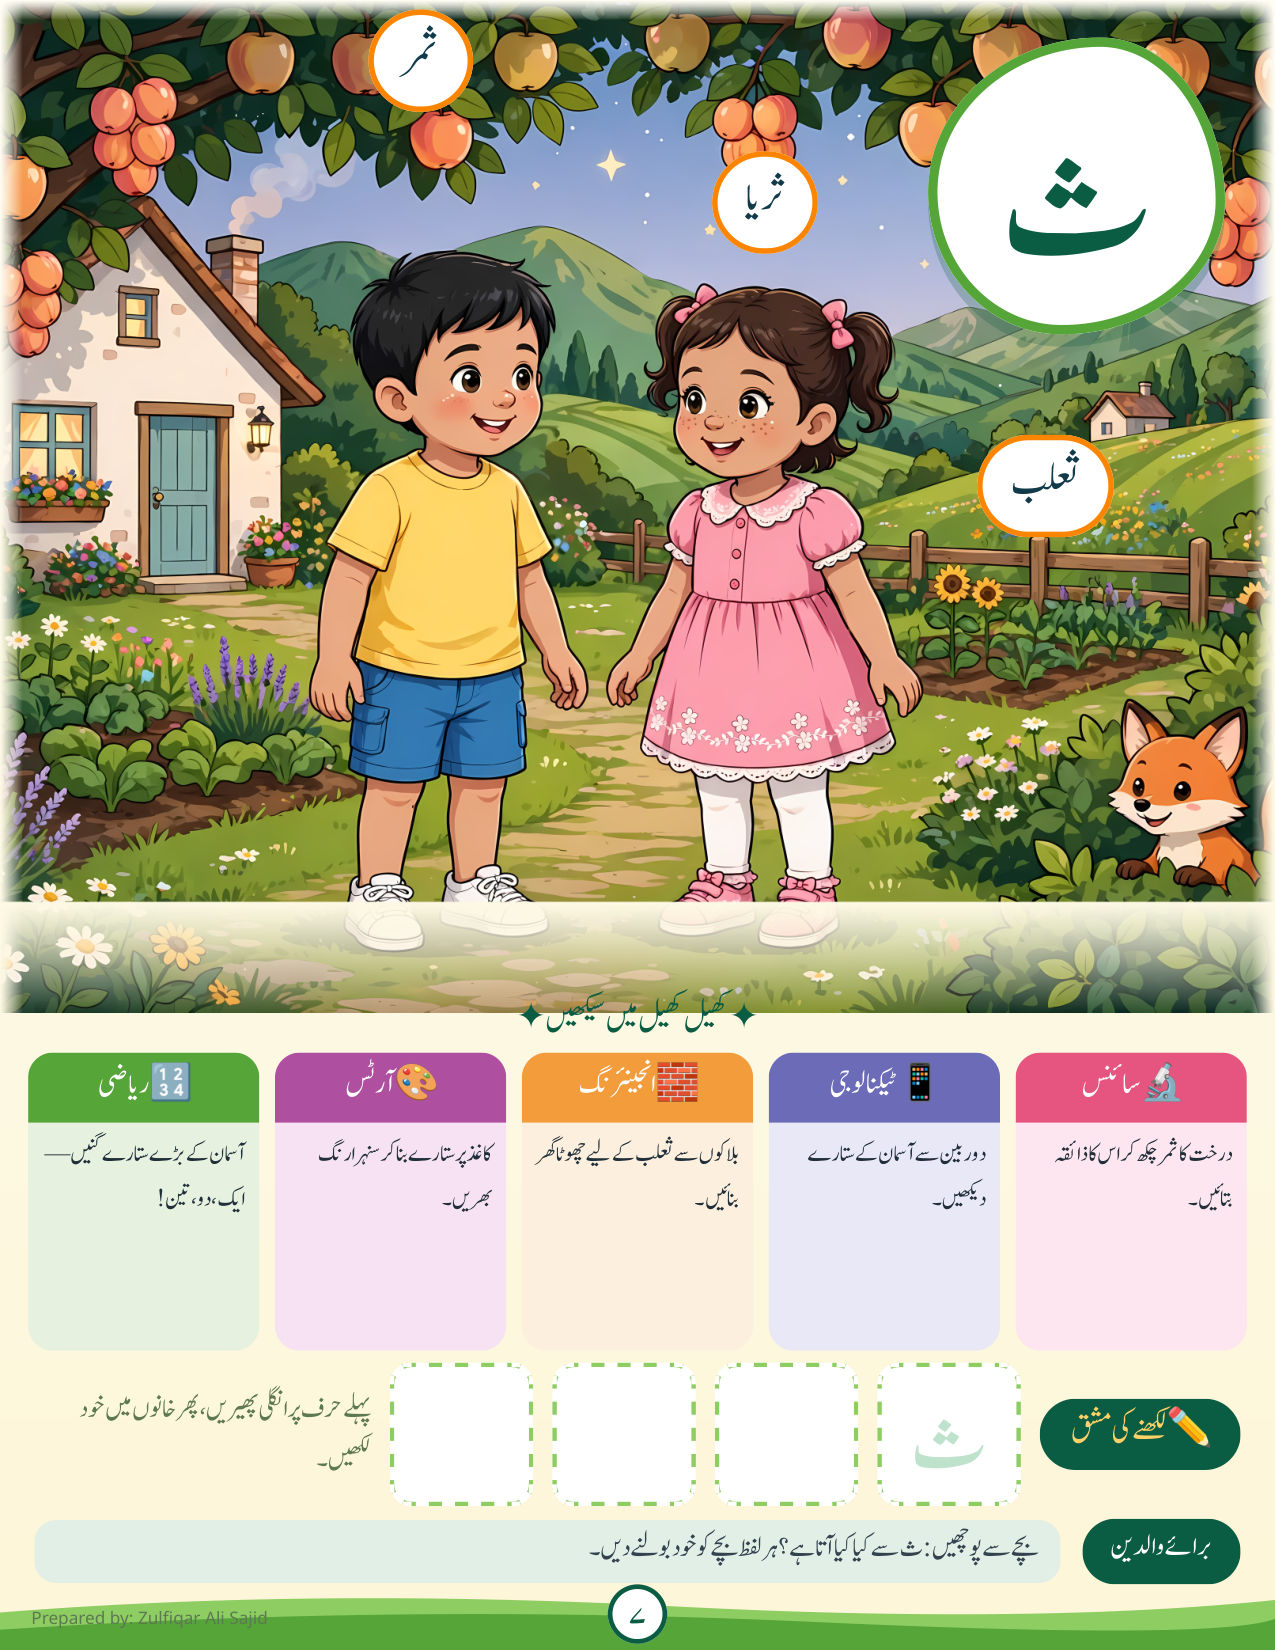 ثمر
ث
ثریا
ثعلب
✦ کھیل کھیل میں سیکھیں ✦
🔬 سائنس
درخت کا ثمر چکھ کر اس کا ذائقہ
بتائیں۔
📱 ٹیکنالوجی
دوربین سے آسمان کے ستارے
دیکھیں۔
🧱 انجینئرنگ
بلاکوں سے ثعلب کے لیے چھوٹا گھر
بنائیں۔
🎨 آرٹس
کاغذ پر ستارے بنا کر سنہرا رنگ
بھریں۔
🔢 ریاضی
آسمان کے بڑے ستارے گنیں —
ایک، دو، تین!
✏️ لکھنے کی مشق
ث
پہلے حرف پر انگلی پھیریں، پھر خانوں میں خود
لکھیں۔
برائے والدین
بچے سے پوچھیں: ث سے کیا کیا آتا ہے؟ ہر لفظ بچے کو خود بولنے دیں۔
Prepared by: Zulfiqar Ali Sajid
۷